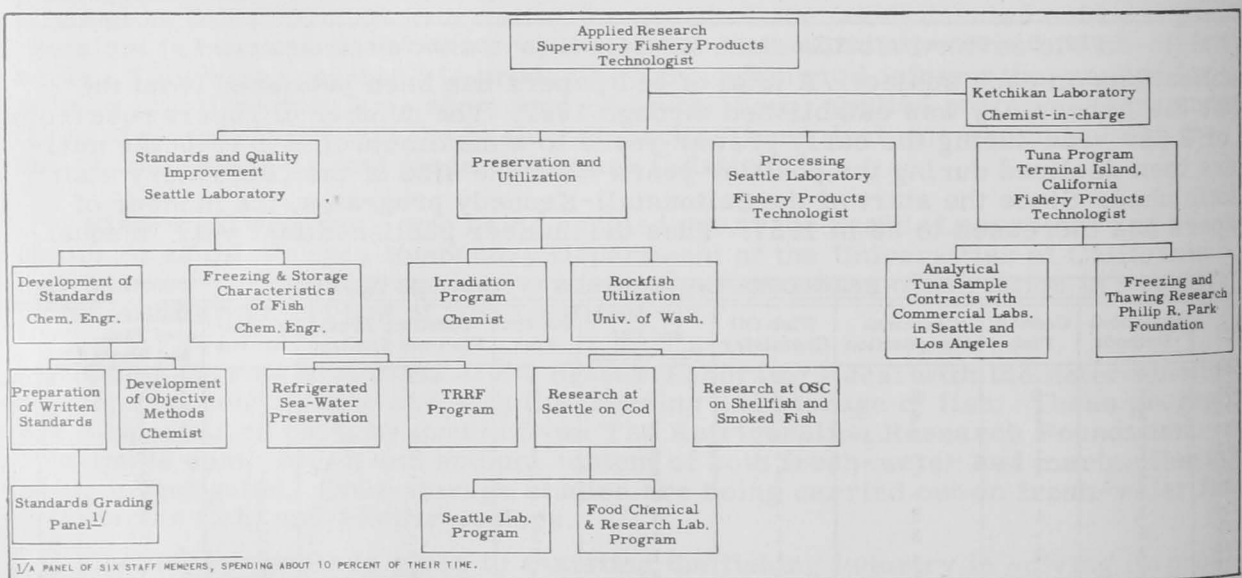 Applied Research
Supervisory Fishery Products
Technologist
Ketchikan Laboratory
Chemist-in-charge
Standards and Quality
Improvement
Seattle Laboratory
Preservation and
Utilization
Processing
Seattle Laboratory
Fishery Products
Technologist
Tuna Program
Terminal Island,
California
Fishery Products
Technologist
Development of
Standards
Chem. Engr.
Freezing & Storage
Characteristics
of Fish
Chem. Engr.
Irradiation
Program
Chemist
Rockfish
Utilization
Univ. of Wash.
Analytical
Tuna Sample
Contracts with
Commercial Labs.
in Seattle and
Los Angeles
Freezing and
Thawing Research
Philip R. Park
Foundation
Preparation
of Written
Standards
Development
of Objective
Methods
Chemist
Refrigerated
Sea-Water
Preservation
TRRF
Program
Research at
Seattle on Cod
Research at OSC
on Shellfish and
Smoked Fish
Standards Grading
Panel 1/
Seattle Lab.
Program
Food Chemical
& Research Lab.
Program
1/A PANEL OF SIX STAFF MEMBERS, SPENDING ABOUT 10 PERCENT OF THEIR TIME.